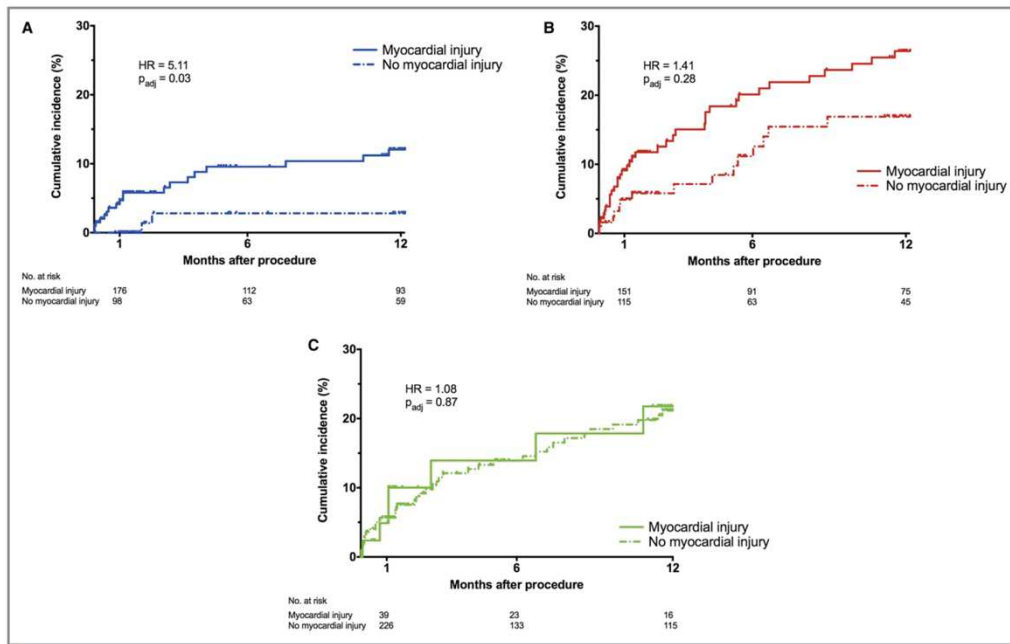 A
30
20
10
0
Cumulative incidence (%)
HR = 5.11
padj = 0.03
Myocardial injury
No myocardial injury
1 6 12
Months after procedure
No. at risk
Myocardial injury 176 112 93
No myocardial injury 98 63 59
B
30
20
10
0
Cumulative incidence (%)
HR = 1.41
padj = 0.28
Myocardial injury
No myocardial injury
1 6 12
Months after procedure
No. at risk
Myocardial injury 151 91 75
No myocardial injury 115 63 45
C
30
20
10
0
Cumulative incidence (%)
HR = 1.08
padj = 0.87
Myocardial injury
No myocardial injury
1 6 12
Months after procedure
No. at risk
Myocardial injury 39 23 16
No myocardial injury 226 133 115